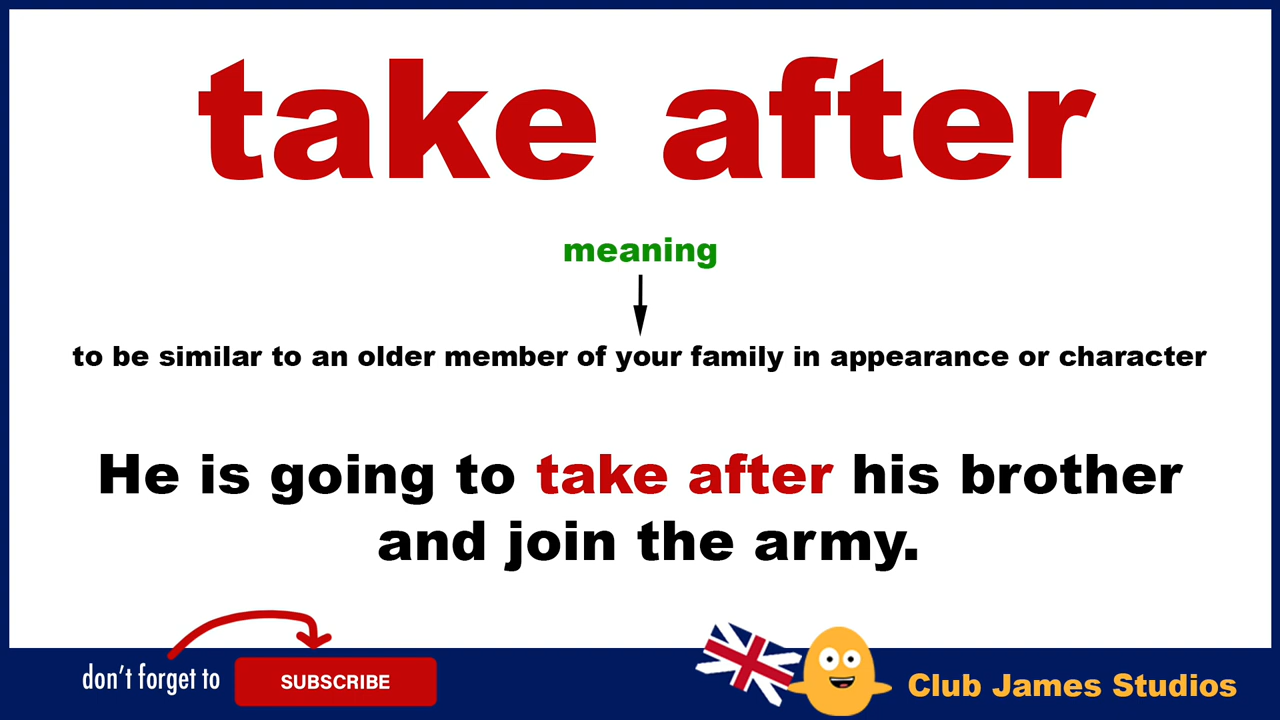 take after
meaning
to be similar to an older member of your family in appearance or character
He is going to take after his brother
and join the army.
don't forget to
SUBSCRIBE
Club James Studios